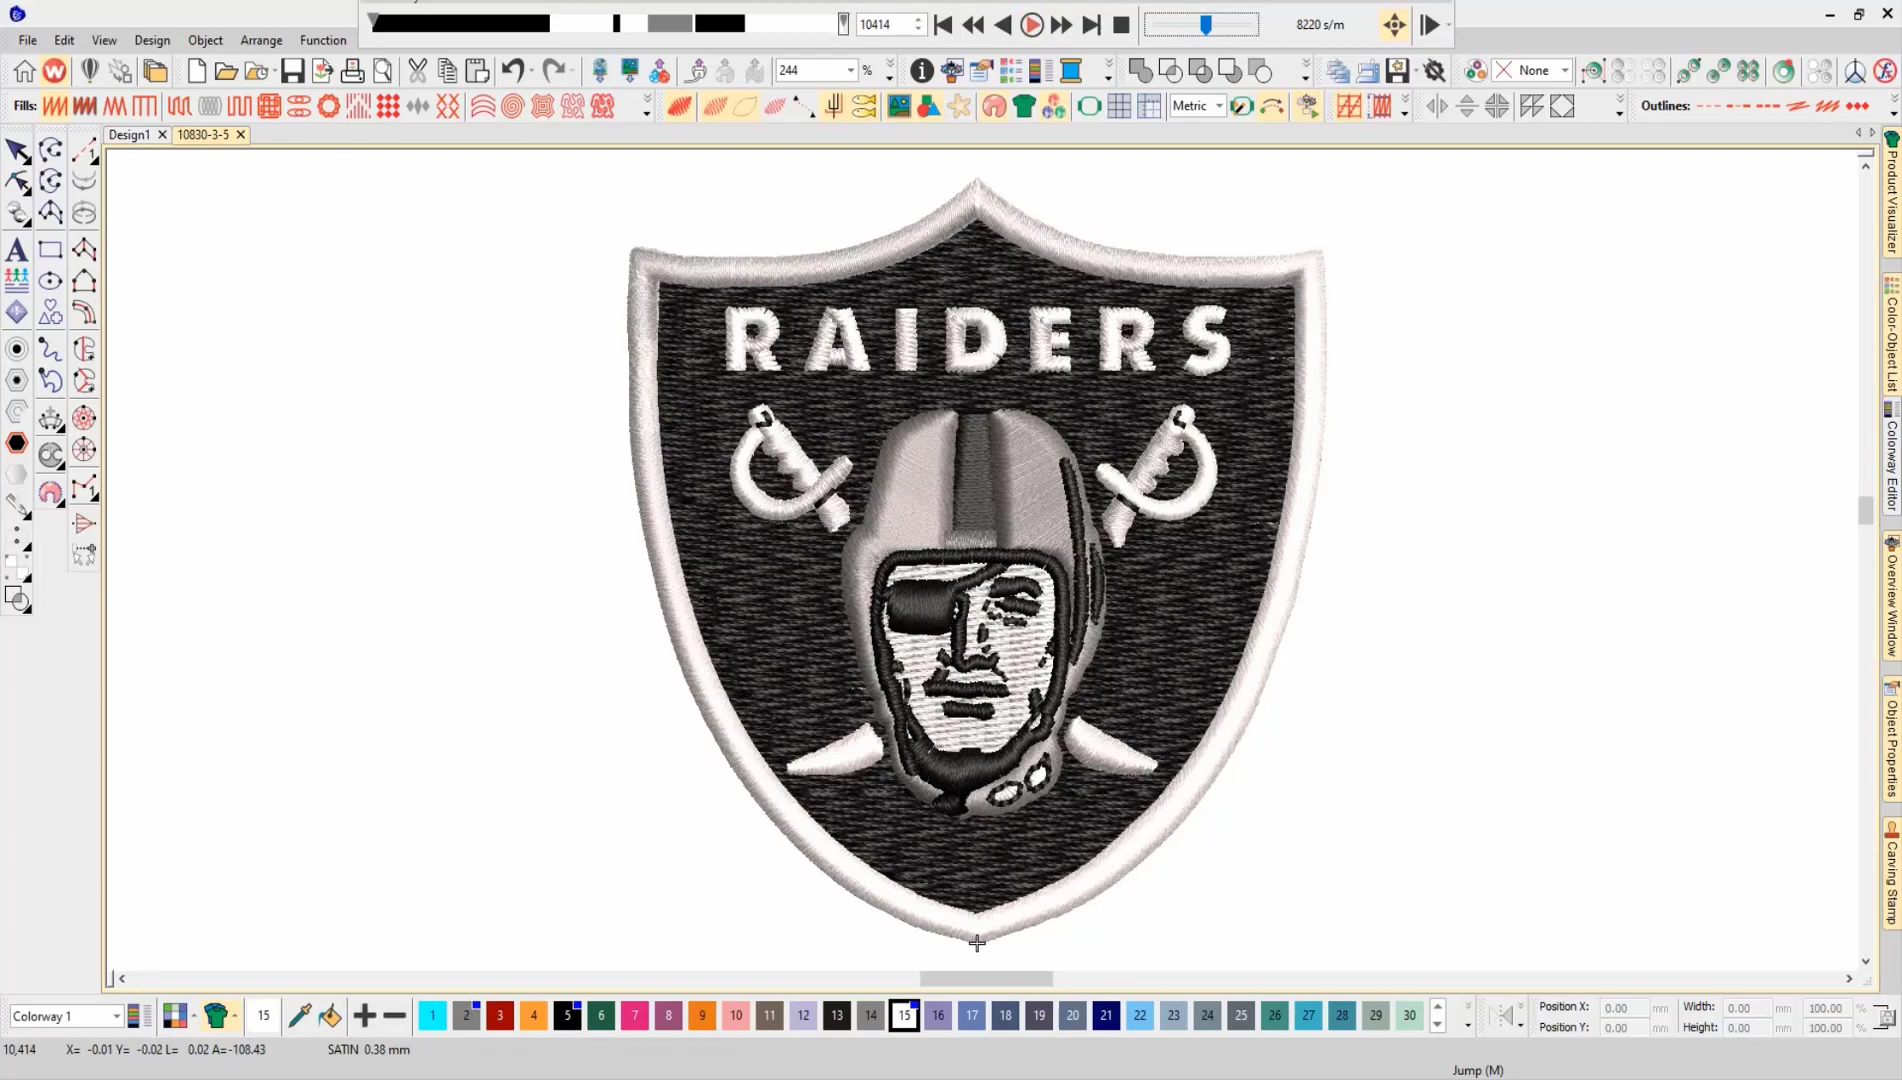 10414
8220 s/m
File Edit View Design Object Arrange Function
244 %
None
Fills:
Metric
Outlines:
Design1 10830-3-5
1
A
1
RAIDERS
Product Visualizer
Color-Object List
Colorway Editor
Overview Window
Object Properties
Carving Stamp
Colorway 1
15
1 2 3 4 5 6 7 8 9 10 11 12 13 14 15 16 17 18 19 20 21 22 23 24 25 26 27 28 29 30
Position X: 0.00 mm Width: 0.00 mm 100.00 %
Position Y: 0.00 mm Height: 0.00 mm 100.00 %
10,414 X= -0.01 Y= -0.02 L= 0.02 A=-108.43 SATIN 0.38 mm
Jump (M)